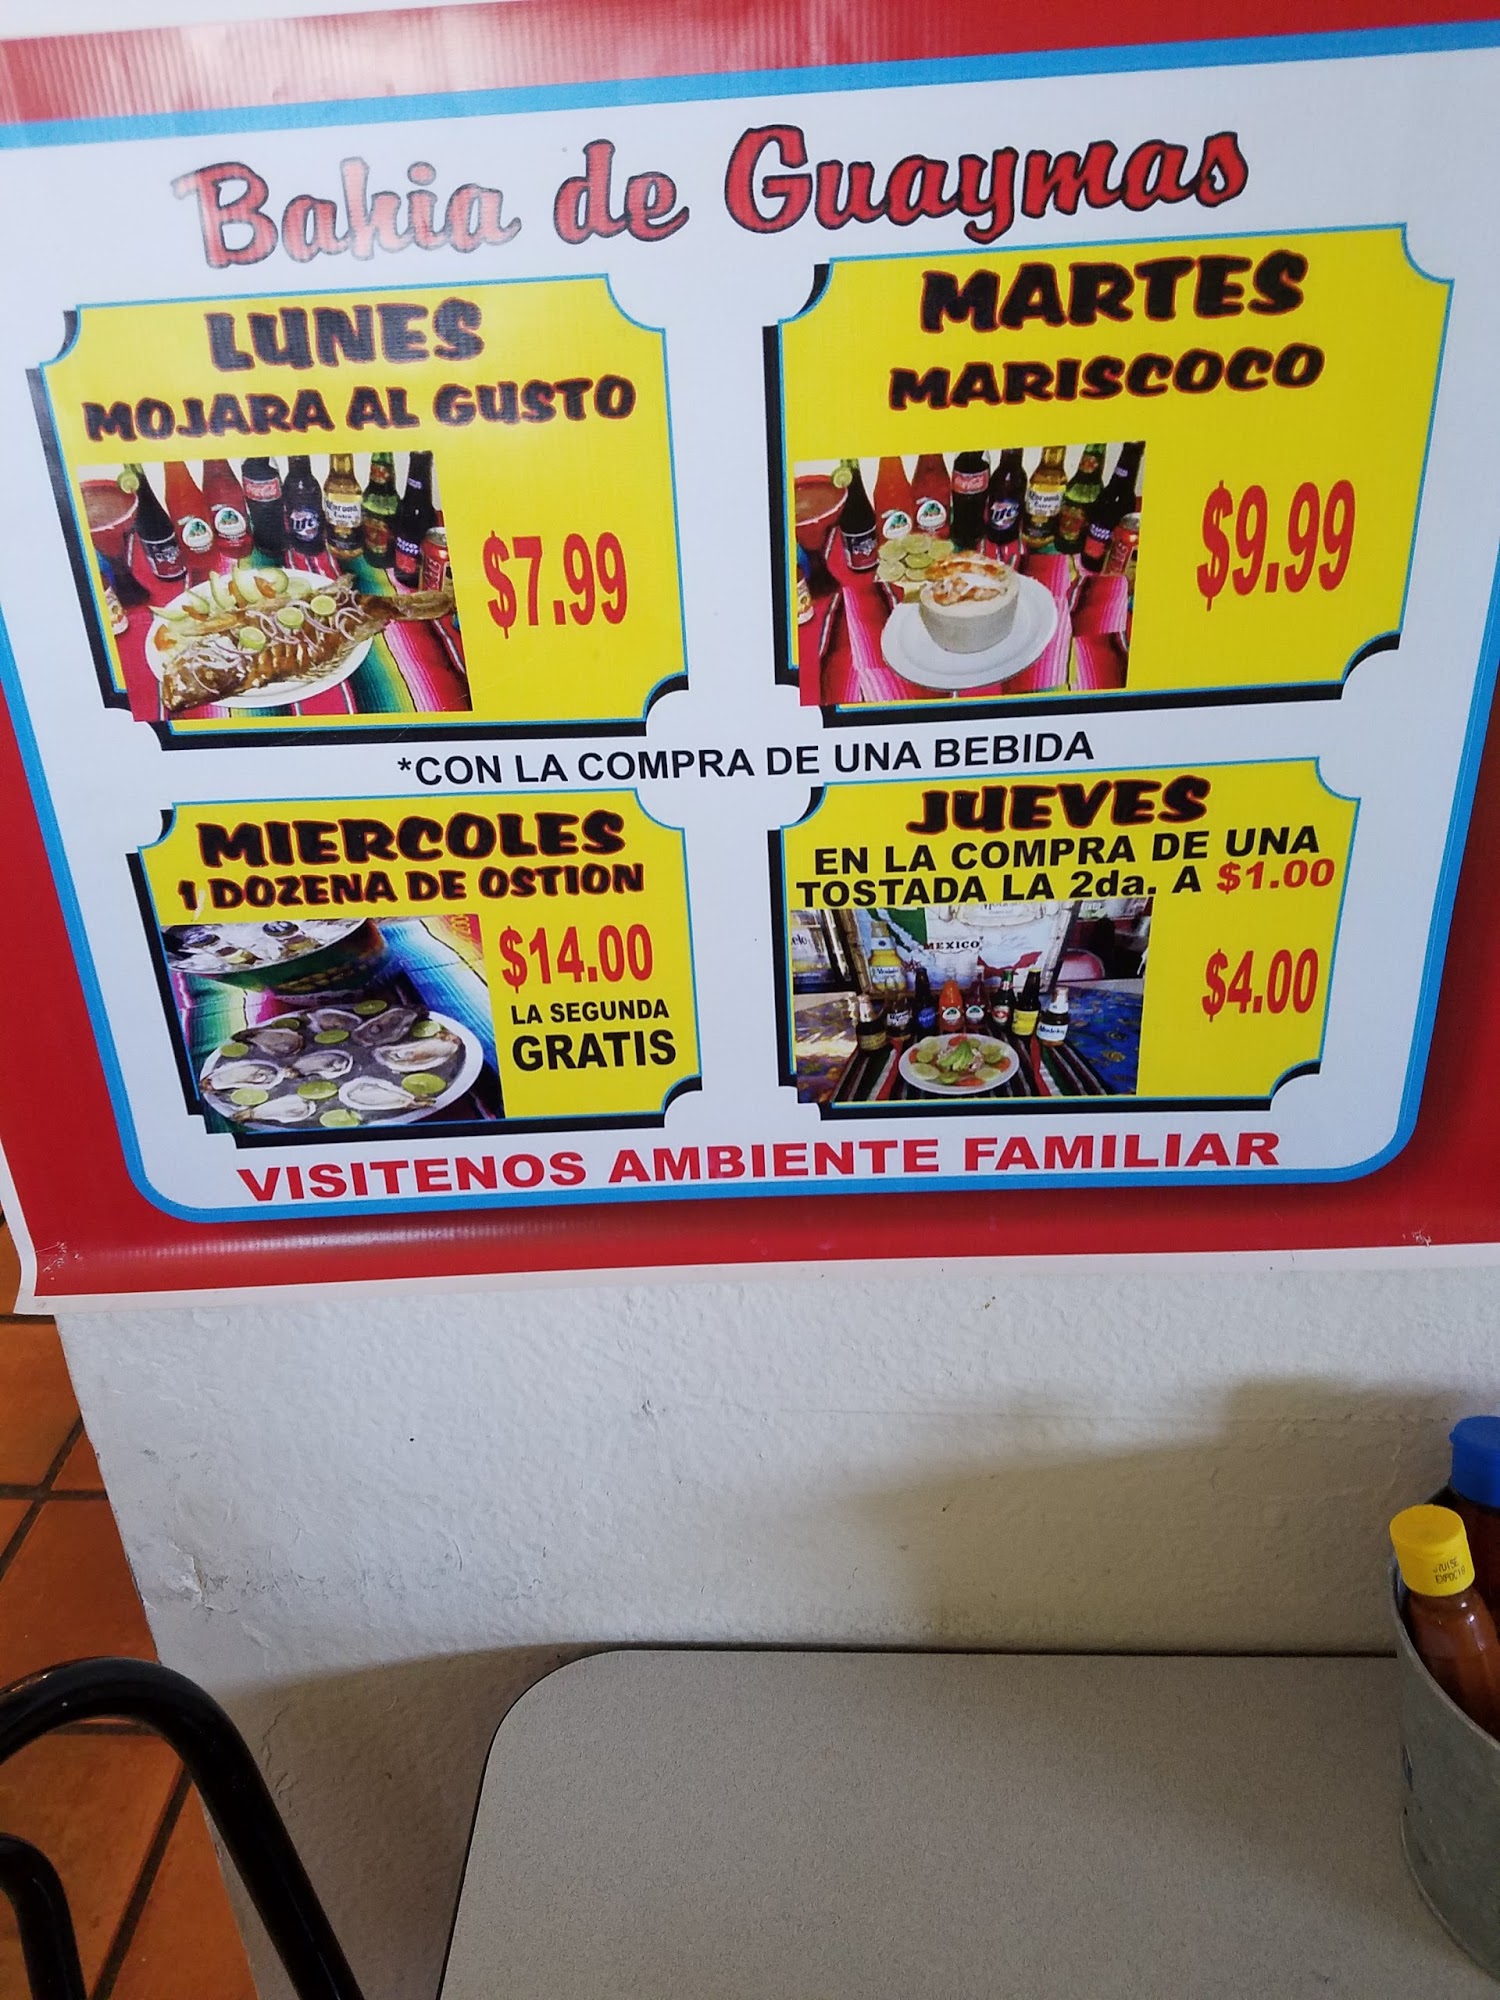 Bahia de Guaymas
LUNES
MOJARA AL GUSTO
$7.99
MARTES
MARISCOCO
$9.99
*CON LA COMPRA DE UNA BEBIDA
MIERCOLES
1 DOZENA DE OSTION
$14.00
LA SEGUNDA
GRATIS
JUEVES
EN LA COMPRA DE UNA
TOSTADA LA 2da. A $1.00
MEXICO
$4.00
VISITENOS AMBIENTE FAMILIAR